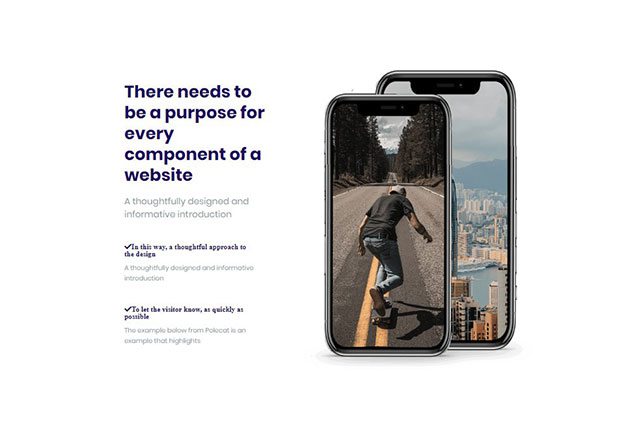 There needs to
be a purpose for
every
component of a
website
A thoughtfully designed and
informative introduction
✔In this way, a thoughtful approach to
the design
A thoughtfully designed and informative
introduction
✔To let the visitor know, as quickly as
possible
The example below from Polecat is an
example that highlights